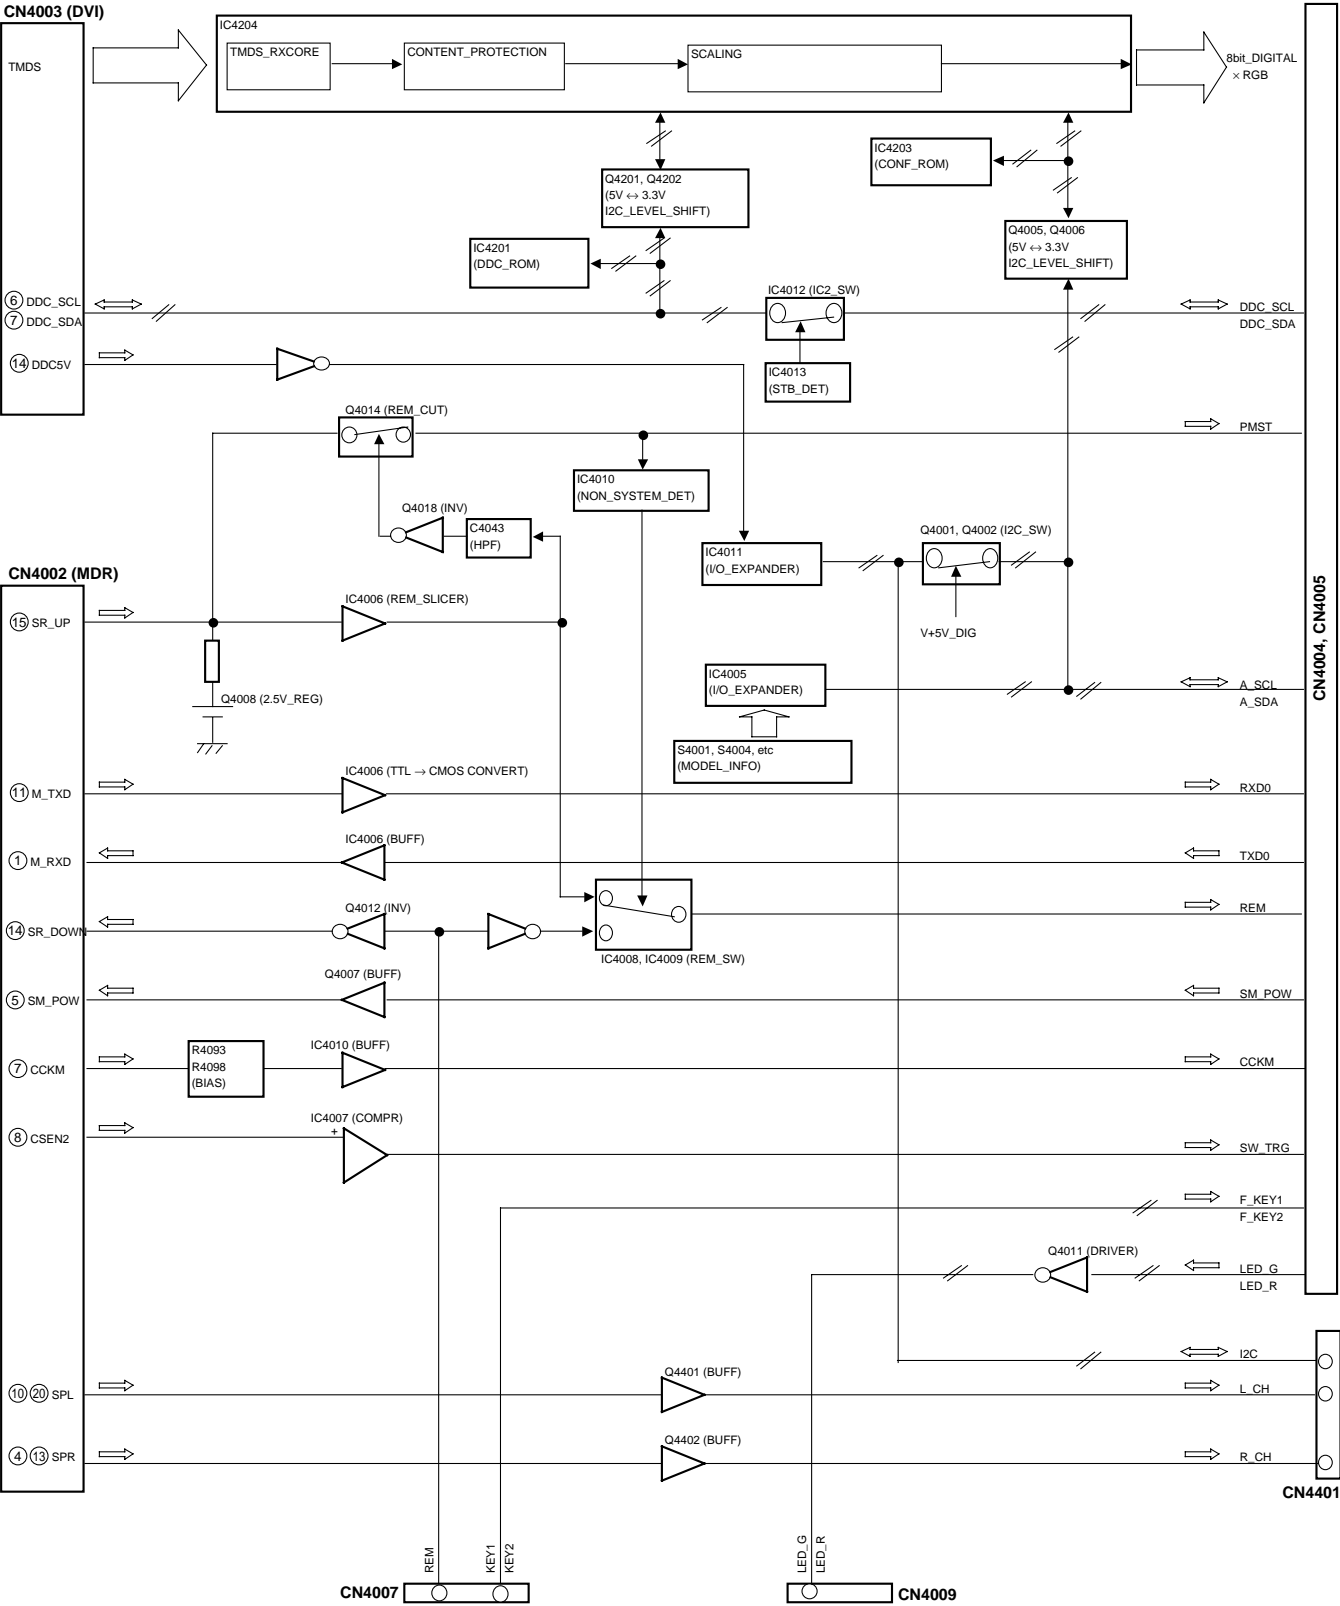 CN4003 (DVI)
TMDS
IC4204
TMDS_RXCORE
CONTENT_PROTECTION
SCALING
8bit_DIGITAL
× RGB
IC4203
(CONF_ROM)
Q4201, Q4202
(5V ↔ 3.3V
I2C_LEVEL_SHIFT)
Q4005, Q4006
(5V ↔ 3.3V
I2C_LEVEL_SHIFT)
IC4201
(DDC_ROM)
6 DDC_SCL
7 DDC_SDA
IC4012 (IC2_SW)
DDC_SCL
DDC_SDA
14 DDC5V
IC4013
(STB_DET)
Q4014 (REM_CUT)
PMST
IC4010
(NON_SYSTEM_DET)
Q4018 (INV)
C4043
(HPF)
Q4001, Q4002 (I2C_SW)
IC4011
(I/O_EXPANDER)
V+5V_DIG
CN4002 (MDR)
15 SR_UP
IC4006 (REM_SLICER)
CN4004, CN4005
Q4008 (2.5V_REG)
IC4005
(I/O_EXPANDER)
A_SCL
A_SDA
S4001, S4004, etc
(MODEL_INFO)
IC4006 (TTL → CMOS CONVERT)
11 M_TXD
RXD0
IC4006 (BUFF)
1 M_RXD
TXD0
Q4012 (INV)
14 SR_DOWN
REM
IC4008, IC4009 (REM_SW)
Q4007 (BUFF)
5 SM_POW
SM_POW
R4093
R4098
(BIAS)
IC4010 (BUFF)
7 CCKM
CCKM
IC4007 (COMPR)
+
8 CSEN2
SW_TRG
F_KEY1
F_KEY2
Q4011 (DRIVER)
LED_G
LED_R
I2C
Q4401 (BUFF)
10 20 SPL
L_CH
Q4402 (BUFF)
4 13 SPR
R_CH
CN4401
REM
KEY1
KEY2
LED_G
LED_R
CN4007
CN4009